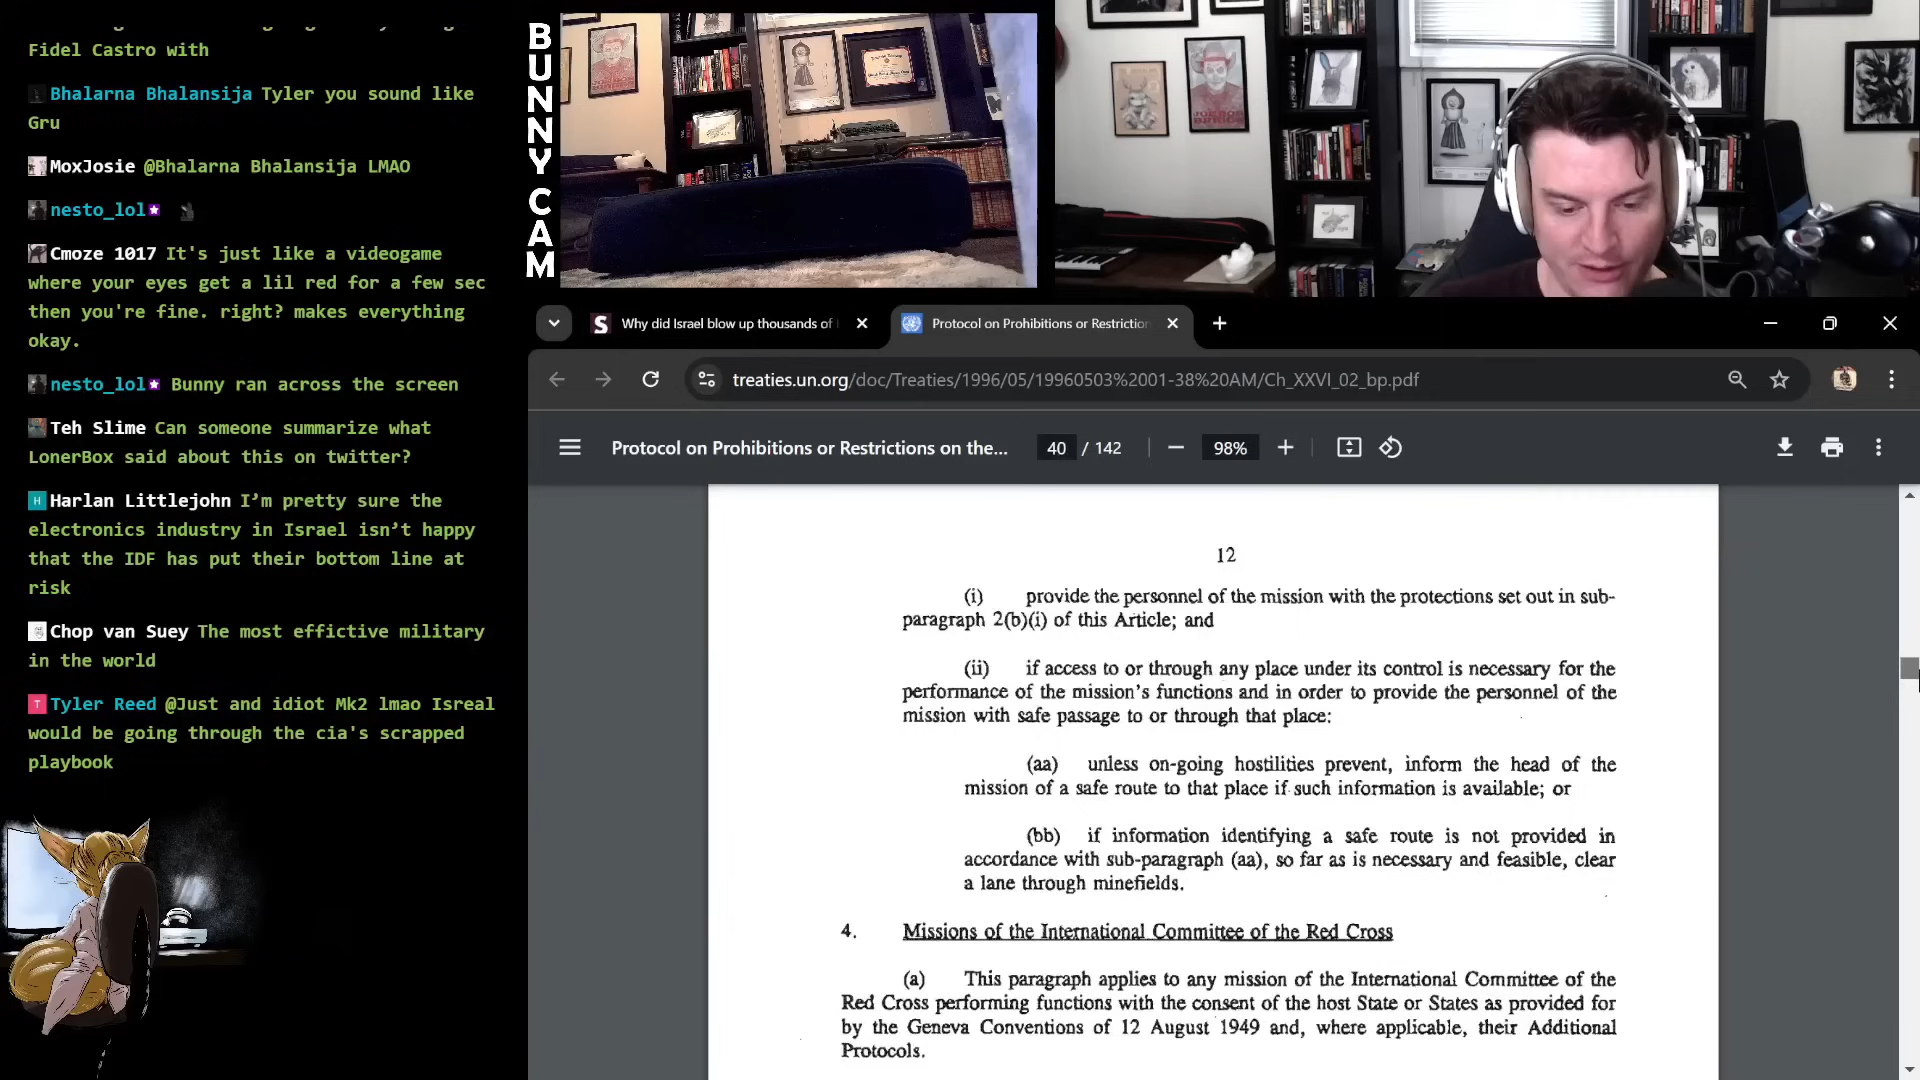 Fidel Castro with
Bhalarna Bhalansija Tyler you sound like
Gru
MoxJosie @Bhalarna Bhalansija LMAO
nesto_lol
Cmoze 1017 It's just like a videogame
where your eyes get a lil red for a few sec
then you're fine. right? makes everything
okay.
nesto_lol Bunny ran across the screen
Teh Slime Can someone summarize what
LonerBox said about this on twitter?
H Harlan Littlejohn I’m pretty sure the
electronics industry in Israel isn’t happy
that the IDF has put their bottom line at
risk
Chop van Suey The most effictive military
in the world
T Tyler Reed @Just and idiot Mk2 lmao Isreal
would be going through the cia's scrapped
playbook
BUNNY CAM
S Why did Israel blow up thousands of
Protocol on Prohibitions or Restriction
treaties.un.org/doc/Treaties/1996/05/19960503%2001-38%20AM/Ch_XXVI_02_bp.pdf
Protocol on Prohibitions or Restrictions on the... 40 / 142 98%
12
(i) provide the personnel of the mission with the protections set out in sub-
paragraph 2(b)(i) of this Article; and
(ii) if access to or through any place under its control is necessary for the
performance of the mission's functions and in order to provide the personnel of the
mission with safe passage to or through that place:
(aa) unless on-going hostilities prevent, inform the head of the
mission of a safe route to that place if such information is available; or
(bb) if information identifying a safe route is not provided in
accordance with sub-paragraph (aa), so far as is necessary and feasible, clear
a lane through minefields.
4. Missions of the International Committee of the Red Cross
(a) This paragraph applies to any mission of the International Committee of the
Red Cross performing functions with the consent of the host State or States as provided for
by the Geneva Conventions of 12 August 1949 and, where applicable, their Additional
Protocols.